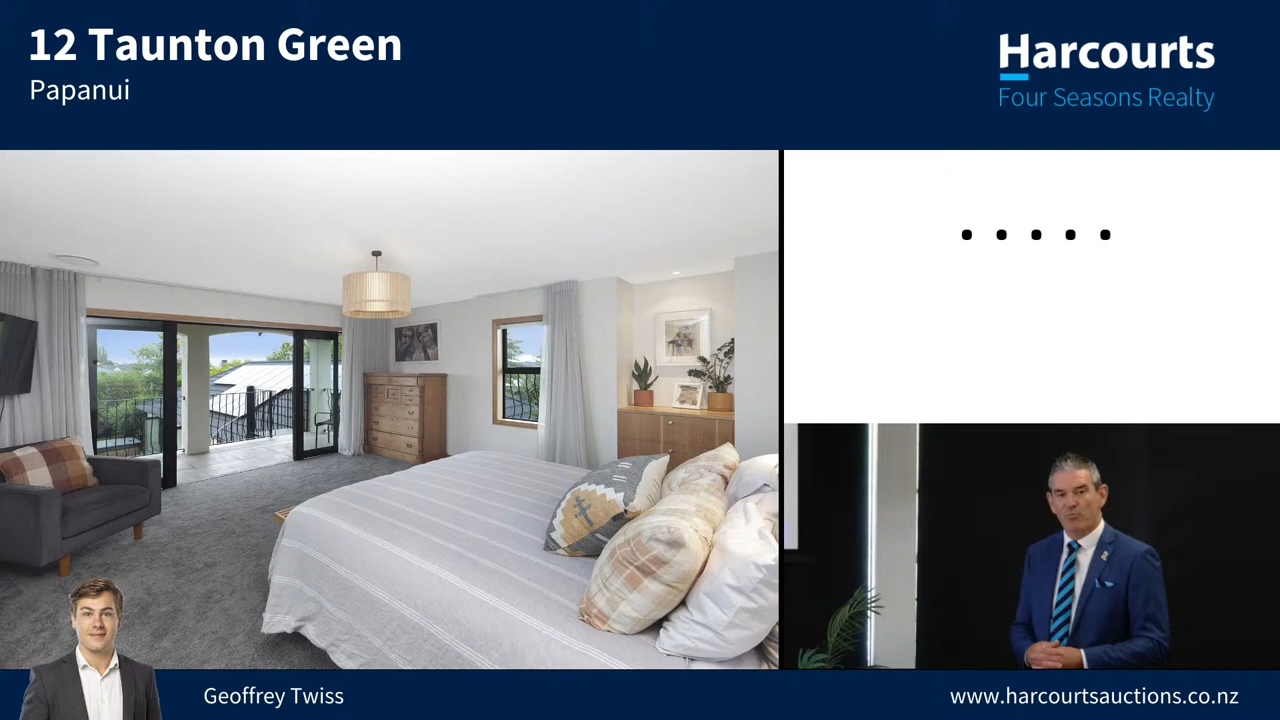 12 Taunton Green
Papanui
Harcourts
Four Seasons Realty
.....
Geoffrey Twiss
www.harcourtsauctions.co.nz